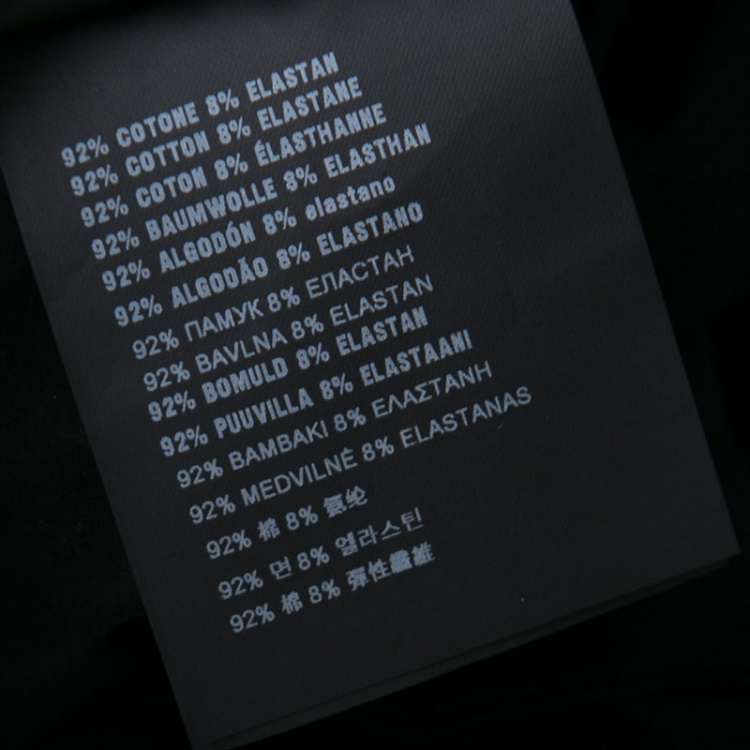 92% COTONE 8% ELASTAN
92% COTTON 8% ELASTANE
92% COTON 8% ÉLASTHANNE
92% BAUMWOLLE 8% ELASTHAN
92% ALGODÓN 8% elastano
92% ALGODÃO 8% ELASTANO
92% ПАМУК 8% ЕЛАСТАН
92% BAVLNA 8% ELASTAN
92% BOMULD 8% ELASTAN
92% PUUVILLA 8% ELASTAANI
92% ΒΑΜΒΑΚΙ 8% ΕΛΑΣΤΑΝΗ
92% MEDVILNĖ 8% ELASTANAS
92% 棉 8% 氨纶
92% 면 8% 엘라스틴
92% 棉 8% 彈性纖維